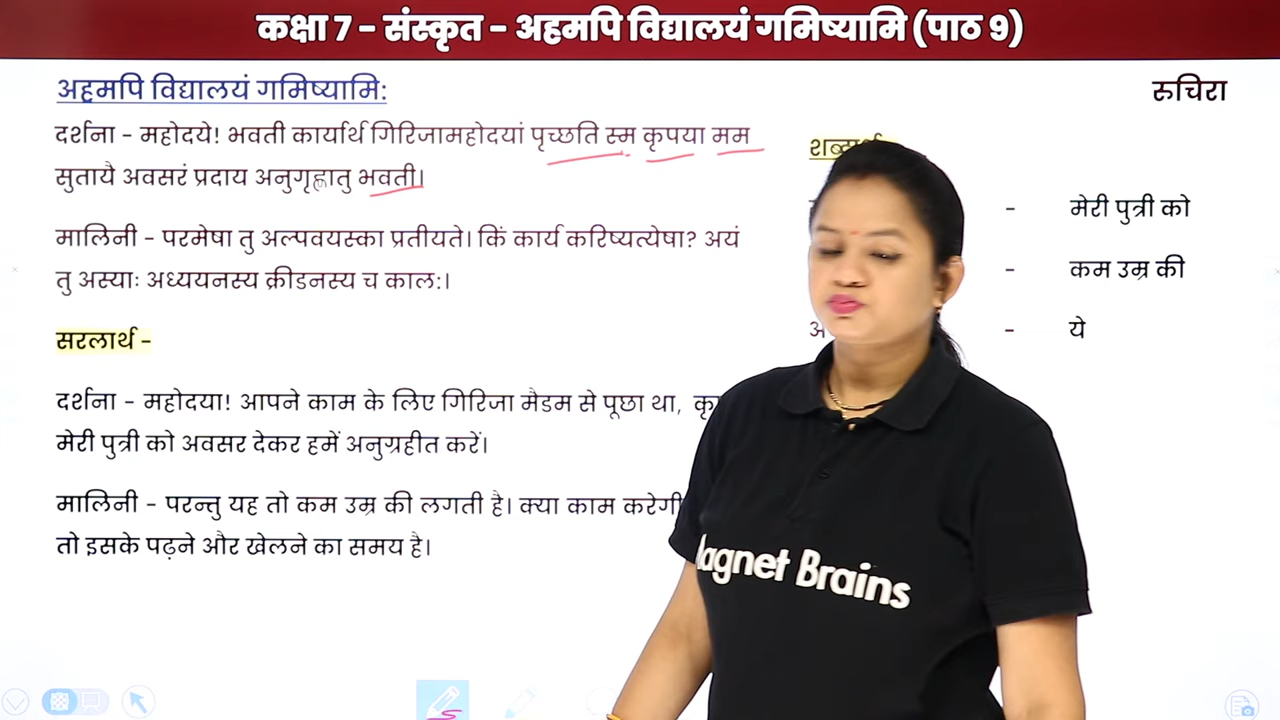 कक्षा 7 - संस्कृत - अहमपि विद्यालयं गमिष्यामि (पाठ 9)
अहमपि विद्यालयं गमिष्यामि:
रुचिरा
दर्शना - महोदये! भवती कार्यार्थ गिरिजामहोदयां पृच्छति स्म कृपया मम
सुतायै अवसरं प्रदाय अनुगृह्णातु भवती।
मालिनी - परमेषा तु अल्पवयस्का प्रतीयते। किं कार्य करिष्यत्येषा? अयं
तु अस्याः अध्ययनस्य क्रीडनस्य च काल:।
सरलार्थ -
दर्शना - महोदया! आपने काम के लिए गिरिजा मैडम से पूछा था,
मेरी पुत्री को अवसर देकर हमें अनुग्रहीत करें।
मालिनी - परन्तु यह तो कम उम्र की लगती है। क्या काम करेगी
तो इसके पढ़ने और खेलने का समय है।
- मेरी पुत्री को
- कम उम्र की
- ये
agnet Brains